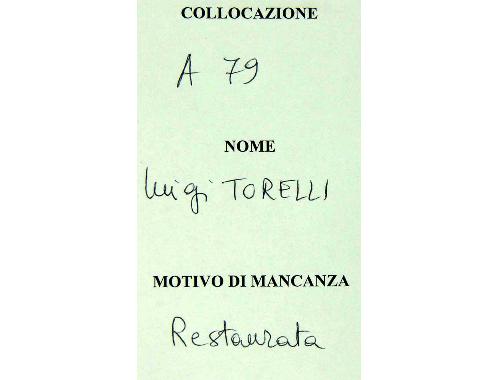 COLLOCAZIONE
A 79
NOME
Luigi TORELLI
MOTIVO DI MANCANZA
Restaurata